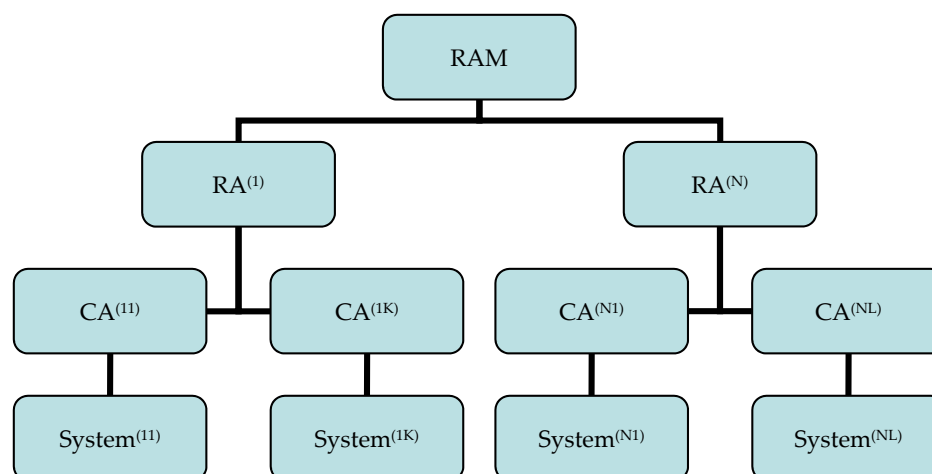 RAM
RA(1)
RA(N)
CA(11)
CA(1K)
CA(N1)
CA(NL)
System(11)
System(1K)
System(N1)
System(NL)